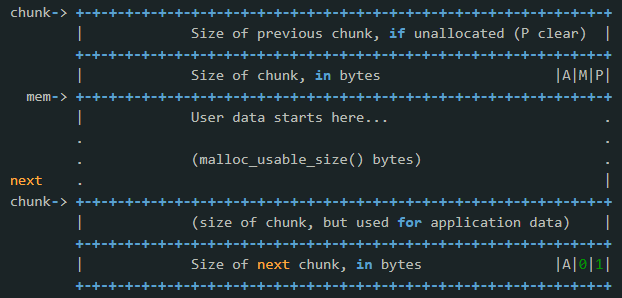 chunk-> +-+-+-+-+-+-+-+-+-+-+-+-+-+-+-+-+-+-+-+-+-+-+-+-+-+-+-+-+-+-+-+-+
| Size of previous chunk, if unallocated (P clear) |
+-+-+-+-+-+-+-+-+-+-+-+-+-+-+-+-+-+-+-+-+-+-+-+-+-+-+-+-+-+-+-+-+
| Size of chunk, in bytes |A|M|P|
mem-> +-+-+-+-+-+-+-+-+-+-+-+-+-+-+-+-+-+-+-+-+-+-+-+-+-+-+-+-+-+-+-+-+
| User data starts here... .
. .
. (malloc_usable_size() bytes) .
next . |
chunk-> +-+-+-+-+-+-+-+-+-+-+-+-+-+-+-+-+-+-+-+-+-+-+-+-+-+-+-+-+-+-+-+-+
| (size of chunk, but used for application data) |
+-+-+-+-+-+-+-+-+-+-+-+-+-+-+-+-+-+-+-+-+-+-+-+-+-+-+-+-+-+-+-+-+
| Size of next chunk, in bytes |A|0|1|
+-+-+-+-+-+-+-+-+-+-+-+-+-+-+-+-+-+-+-+-+-+-+-+-+-+-+-+-+-+-+-+-+